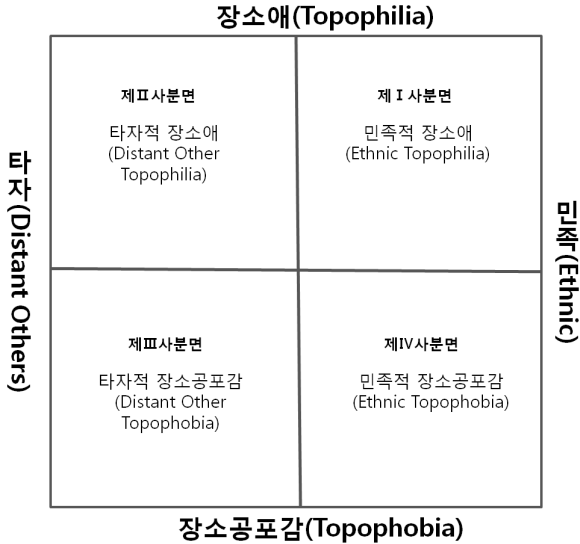 장소애(Topophilia)
제Ⅱ사분면
타자적 장소애
(Distant Other
Topophilia)
제Ⅰ사분면
민족적 장소애
(Ethnic Topophilia)
타자(Distant Others)
민족(Ethnic)
제Ⅲ사분면
타자적 장소공포감
(Distant Other
Topophobia)
제Ⅳ사분면
민족적 장소공포감
(Ethnic Topophobia)
장소공포감(Topophobia)